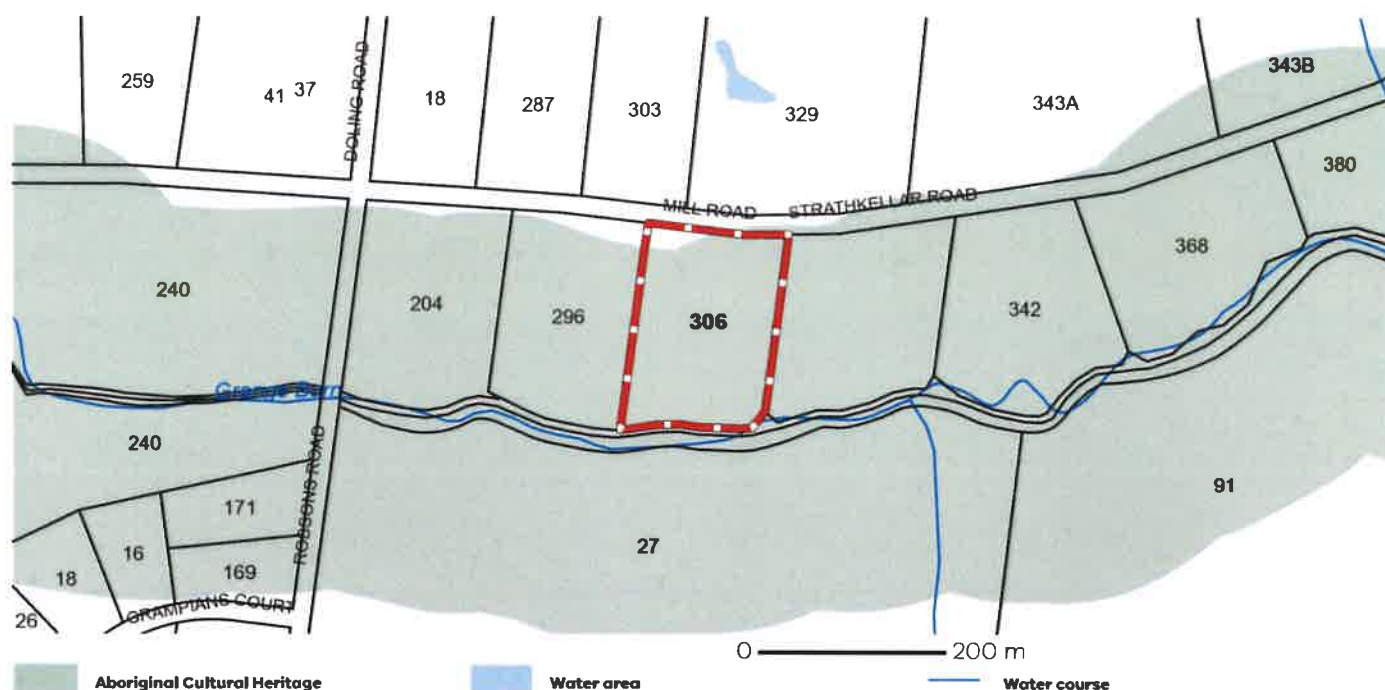 259
41 37
DOLING ROAD
18
287
303
329
343A
343B
380
MILL ROAD
STRATHKELLAR ROAD
240
204
296
306
342
368
Grange Burn
240
ROBSONS ROAD
171
16
169
18
26
GRAMPIANS COURT
27
91
0 200 m
Aboriginal Cultural Heritage
Water area
Water course